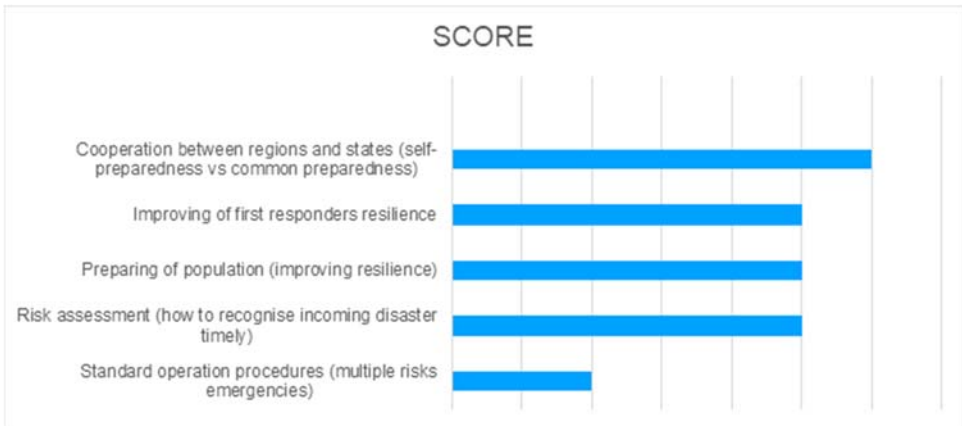 SCORE
Cooperation between regions and states (self-
preparedness vs common preparedness)
Improving of first responders resilience
Preparing of population (improving resilience)
Risk assessment (how to recognise incoming disaster
timely)
Standard operation procedures (multiple risks
emergencies)